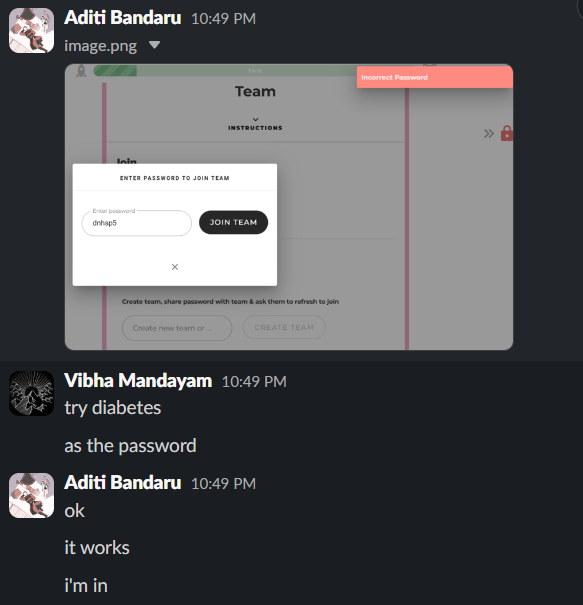 Aditi Bandaru 10:49 PM
image.png
Incorrect Password
Team
INSTRUCTIONS
Join
ENTER PASSWORD TO JOIN TEAM
Enter password
dnhsp5
JOIN TEAM
Create team, share password with team & ask them to refresh to join
Create new team or ...
CREATE TEAM
Vibha Mandayam 10:49 PM
try diabetes
as the password
Aditi Bandaru 10:49 PM
ok
it works
i'm in